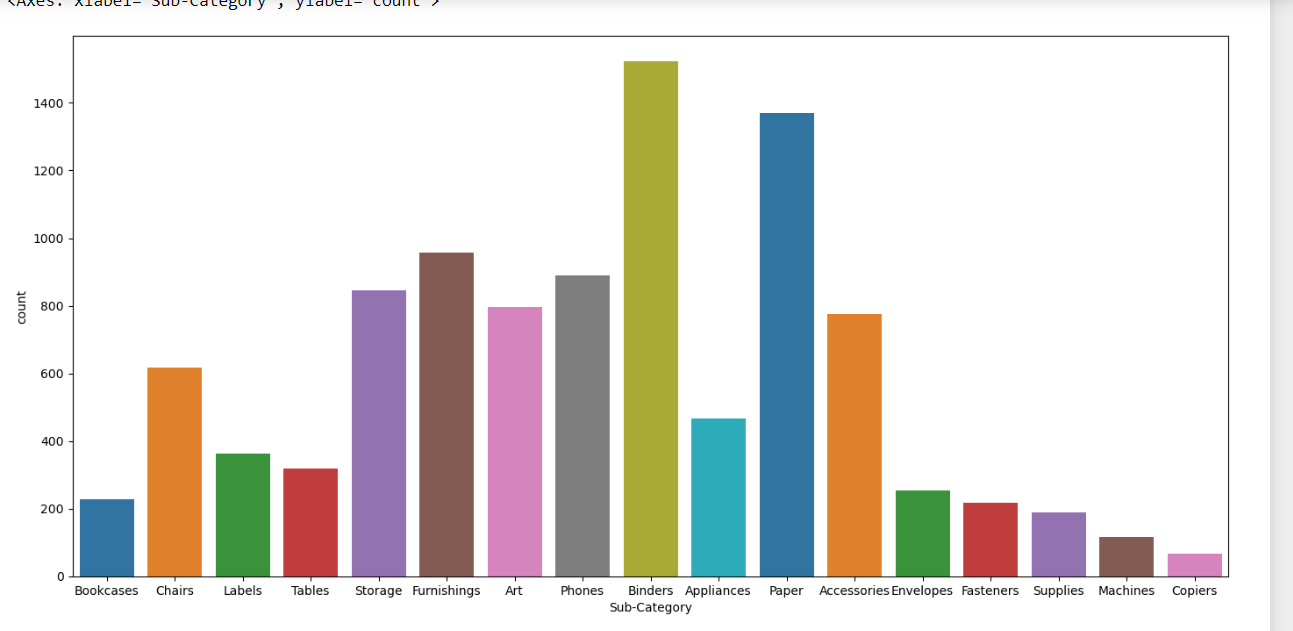 <Axes: xlabel='Sub-Category', ylabel='count'>
1400
1200
1000
800
600
400
200
0
count
Bookcases Chairs Labels Tables Storage Furnishings Art Phones Binders Appliances Paper Accessories Envelopes Fasteners Supplies Machines Copiers
Sub-Category